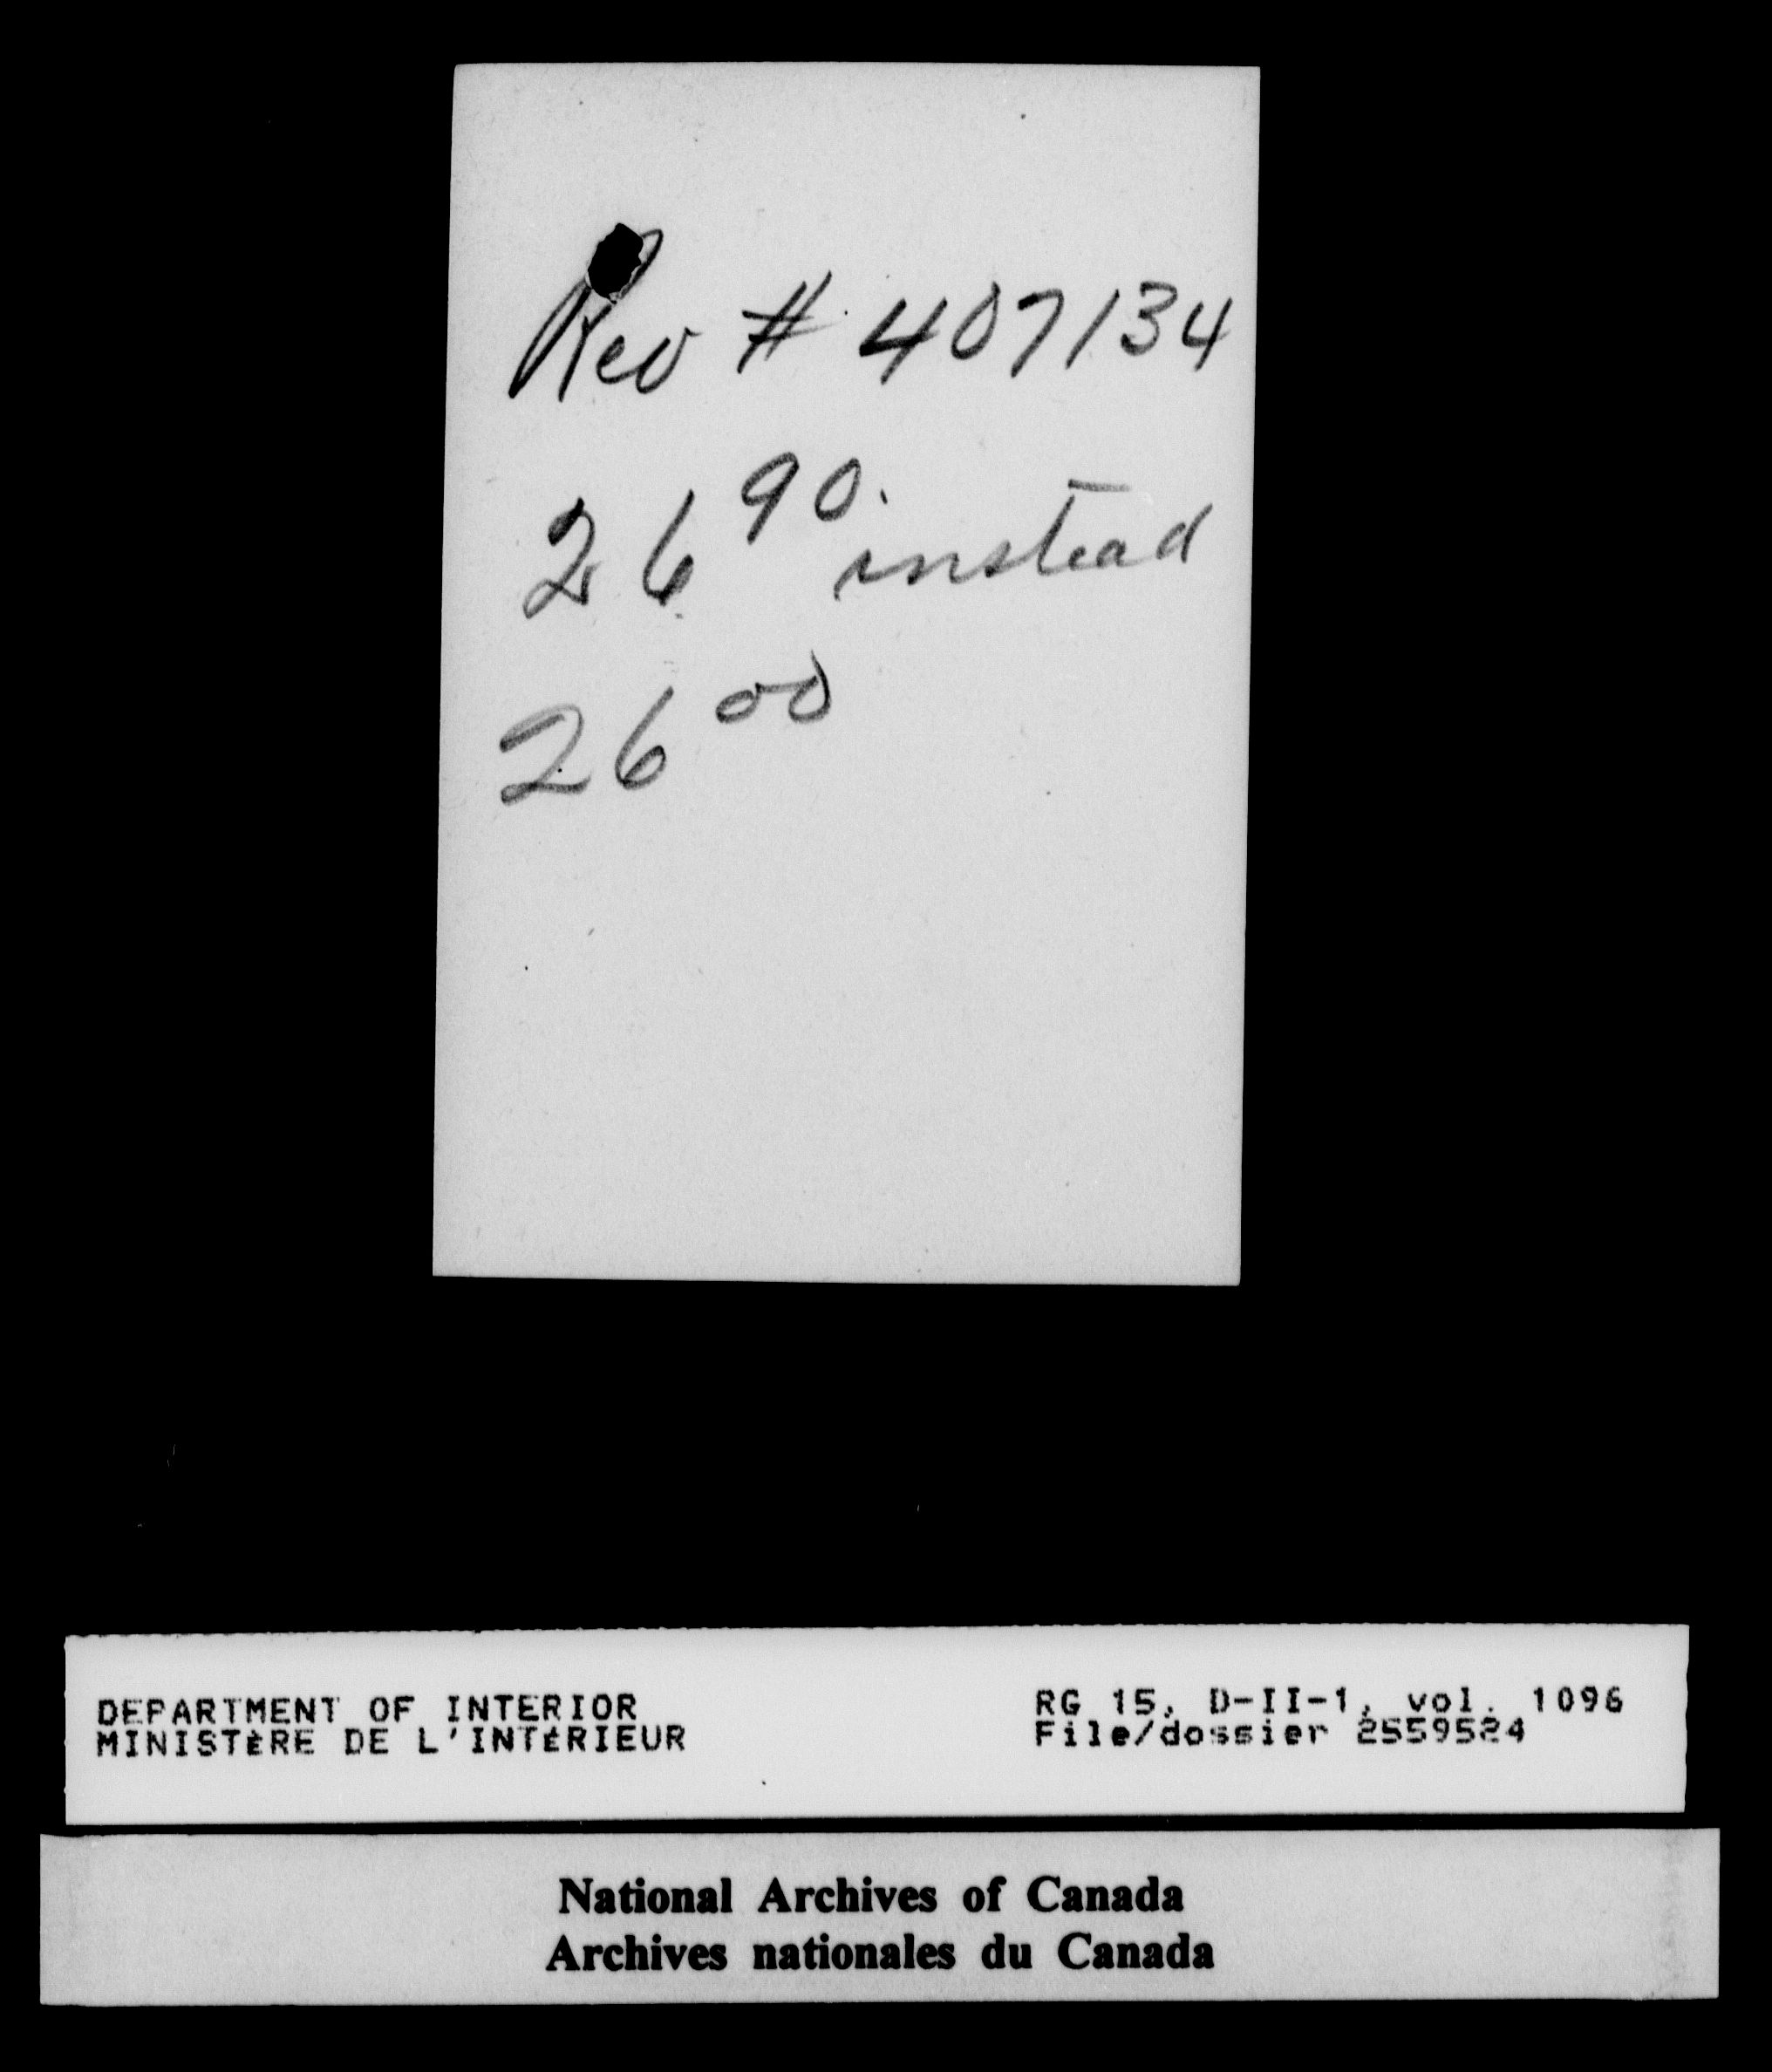 Rev # 407134
26 90 instead
26 00
DEPARTMENT OF INTERIOR
MINISTÈRE DE L'INTÉRIEUR
RG 15, D-II-1, vol. 1096
File/dossier 2559524
National Archives of Canada
Archives nationales du Canada